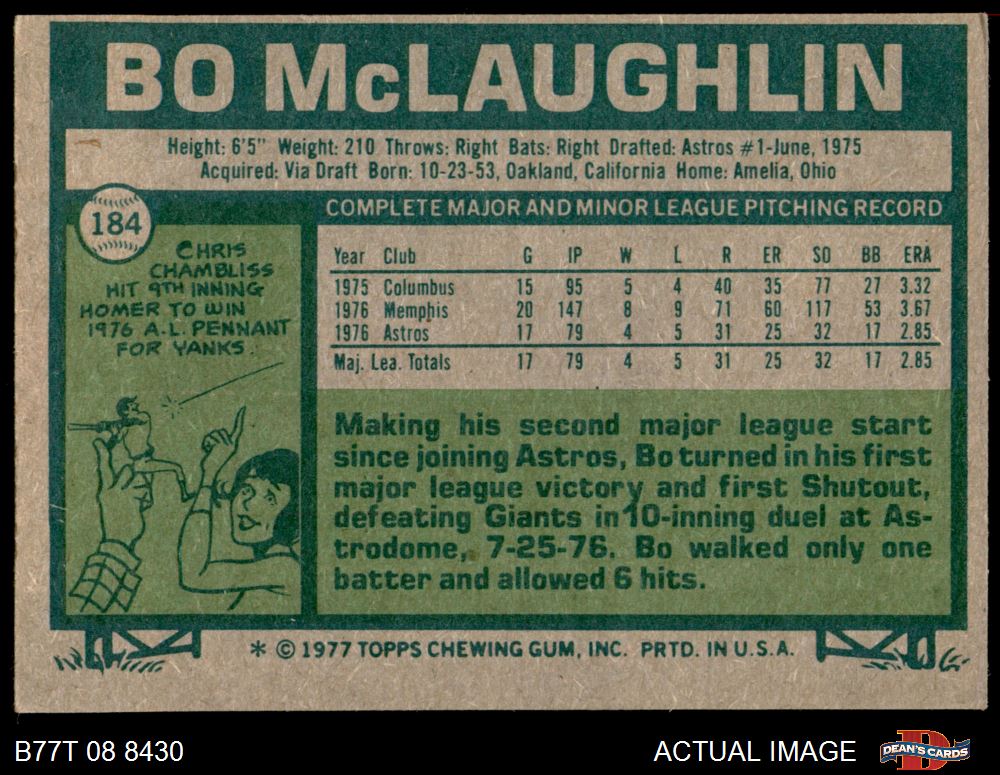 BO McLAUGHLIN
Height: 6'5" Weight: 210 Throws: Right Bats: Right Drafted: Astros #1-June, 1975
Acquired: Via Draft Born: 10-23-53, Oakland, California Home: Amelia, Ohio
184
CHRIS
CHAMBLISS
HIT 9TH INNING
HOMER TO WIN
1976 A.L. PENNANT
FOR YANKS.
COMPLETE MAJOR AND MINOR LEAGUE PITCHING RECORD
Year Club G IP W L R ER SO BB ERA
1975 Columbus 15 95 5 4 40 35 77 27 3.32
1976 Memphis 20 147 8 9 71 60 117 53 3.67
1976 Astros 17 79 4 5 31 25 32 17 2.85
Maj. Lea. Totals 17 79 4 5 31 25 32 17 2.85
Making his second major league start
since joining Astros, Bo turned in his first
major league victory and first Shutout,
defeating Giants in 10-inning duel at As-
trodome, 7-25-76. Bo walked only one
batter and allowed 6 hits.
* © 1977 TOPPS CHEWING GUM, INC. PRTD. IN U.S.A.
B77T 08 8430
ACTUAL IMAGE
D
DEAN'S CARDS